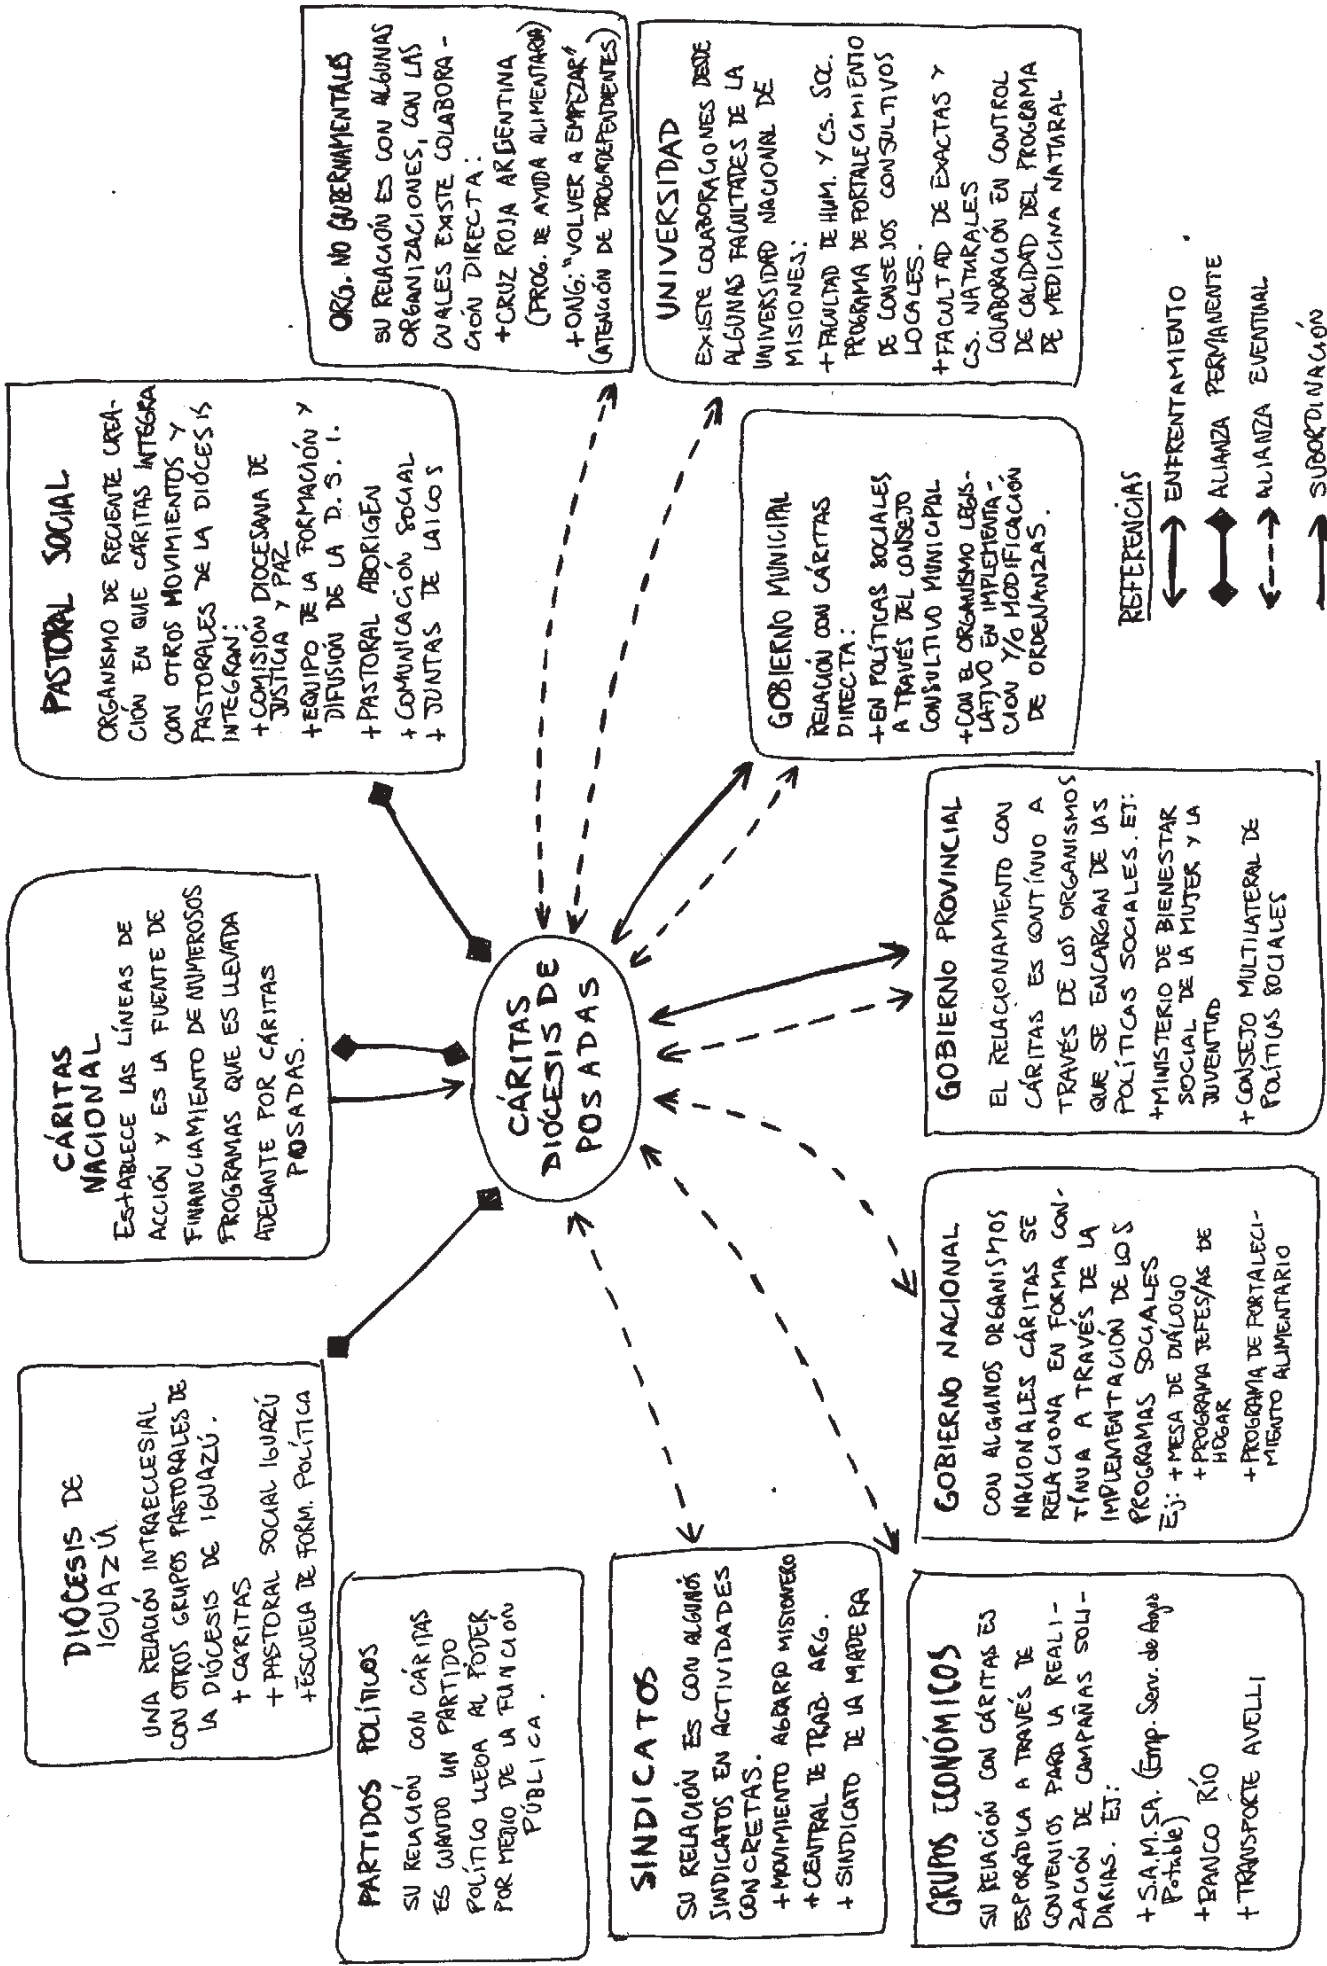 DIÓCESIS DE
IGUAZÚ
UNA RELACIÓN INTRAECLESIAL
CON OTROS GRUPOS PASTORALES DE
LA DIÓCESIS DE IGUAZÚ.
+ CARITAS
+ PASTORAL SOCIAL IGUAZÚ
+ ESCUELA DE FORM. POLÍTICA
CÁRITAS
NACIONAL
ESTABLECE LAS LÍNEAS DE
ACCIÓN Y ES LA FUENTE DE
FINANCIAMIENTO DE NUMEROSOS
PROGRAMAS QUE ES LLEVADA
ADELANTE POR CÁRITAS
POSADAS.
PASTORAL SOCIAL
ORGANISMO DE RECIENTE CREA-
CIÓN EN QUE CÁRITAS INTEGRA
CON OTROS MOVIMIENTOS Y
PASTORALES DE LA DIÓCESIS
INTEGRAN:
+ COMISIÓN DIOCESANA DE
JUSTICIA Y PAZ
+ EQUIPO DE LA FORMACIÓN Y
DIFUSIÓN DE LA D.S.I.
+ PASTORAL ABORIGEN
+ COMUNICACIÓN SOCIAL
+ JUNTAS DE LAICOS
ORG. NO GUBERNAMENTALES
SU RELACIÓN ES CON ALGUNAS
ORGANIZACIONES, CON LAS
CUALES EXISTE COLABORA-
CIÓN DIRECTA:
+ CRUZ ROJA ARGENTINA
(PROG. DE AYUDA ALIMENTARIA)
+ ONG: "VOLVER A EMPEZAR"
(ATENCIÓN DE DROGADEPENDIENTES)
PARTIDOS POLÍTICOS
SU RELACIÓN CON CÁRITAS
ES CUANDO UN PARTIDO
POLÍTICO LLEGA AL PODER
POR MEDIO DE LA FUNCIÓN
PÚBLICA.
CÁRITAS
DIÓCESIS DE
POSADAS
UNIVERSIDAD
EXISTE COLABORACIONES DESDE
ALGUNAS FACULTADES DE LA
UNIVERSIDAD NACIONAL DE
MISIONES:
+ FACULTAD DE HUM. Y CS. SOC.
PROGRAMA DE FORTALECIMIENTO
DE CONSEJOS CONSULTIVOS
LOCALES.
+ FACULTAD DE EXACTAS Y
CS. NATURALES
COLABORACIÓN EN CONTROL
DE CALIDAD DEL PROGRAMA
DE MEDICINA NATURAL
SINDICATOS
SU RELACIÓN ES CON ALGUNOS
SINDICATOS EN ACTIVIDADES
CONCRETAS.
+ MOVIMIENTO AGRARIO MISIONERO
+ CENTRAL DE TRAB. ARG.
+ SINDICATO DE LA MADERA
GOBIERNO MUNICIPAL
RELACIÓN CON CÁRITAS
DIRECTA:
+ EN POLÍTICAS SOCIALES
A TRAVÉS DEL CONSEJO
CONSULTIVO MUNICIPAL
+ CON EL ORGANISMO LEGIS-
LATIVO EN IMPLEMENTA-
CIÓN Y/O MODIFICACIÓN
DE ORDENANZAS.
GRUPOS ECONÓMICOS
SU RELACIÓN CON CÁRITAS ES
ESPORÁDICA A TRAVÉS DE
CONVENIOS PARA LA REALI-
ZACIÓN DE CAMPAÑAS SOLI-
DARIAS. EJ:
+ S.A.M.SA. (Emp. Serv. de Agua
Potable)
+ BANCO RÍO
+ TRANSPORTE AVELLI
GOBIERNO NACIONAL
CON ALGUNOS ORGANISMOS
NACIONALES CÁRITAS SE
RELACIONA EN FORMA CON-
TÍNUA A TRAVÉS DE LA
IMPLEMENTACIÓN DE LOS
PROGRAMAS SOCIALES
EJ: + MESA DE DIÁLOGO
+ PROGRAMA JEFES/AS DE
HOGAR
+ PROGRAMA DE FORTALECI-
MIENTO ALIMENTARIO
GOBIERNO PROVINCIAL
EL RELACIONAMIENTO CON
CÁRITAS ES CONTÍNUO A
TRAVÉS DE LOS ORGANISMOS
QUE SE ENCARGAN DE LAS
POLÍTICAS SOCIALES. EJ:
+ MINISTERIO DE BIENESTAR
SOCIAL DE LA MUJER Y LA
JUVENTUD
+ CONSEJO MULTILATERAL DE
POLÍTICAS SOCIALES
REFERENCIAS
ENFRENTAMIENTO
ALIANZA PERMANENTE
ALIANZA EVENTUAL
SUBORDINACIÓN